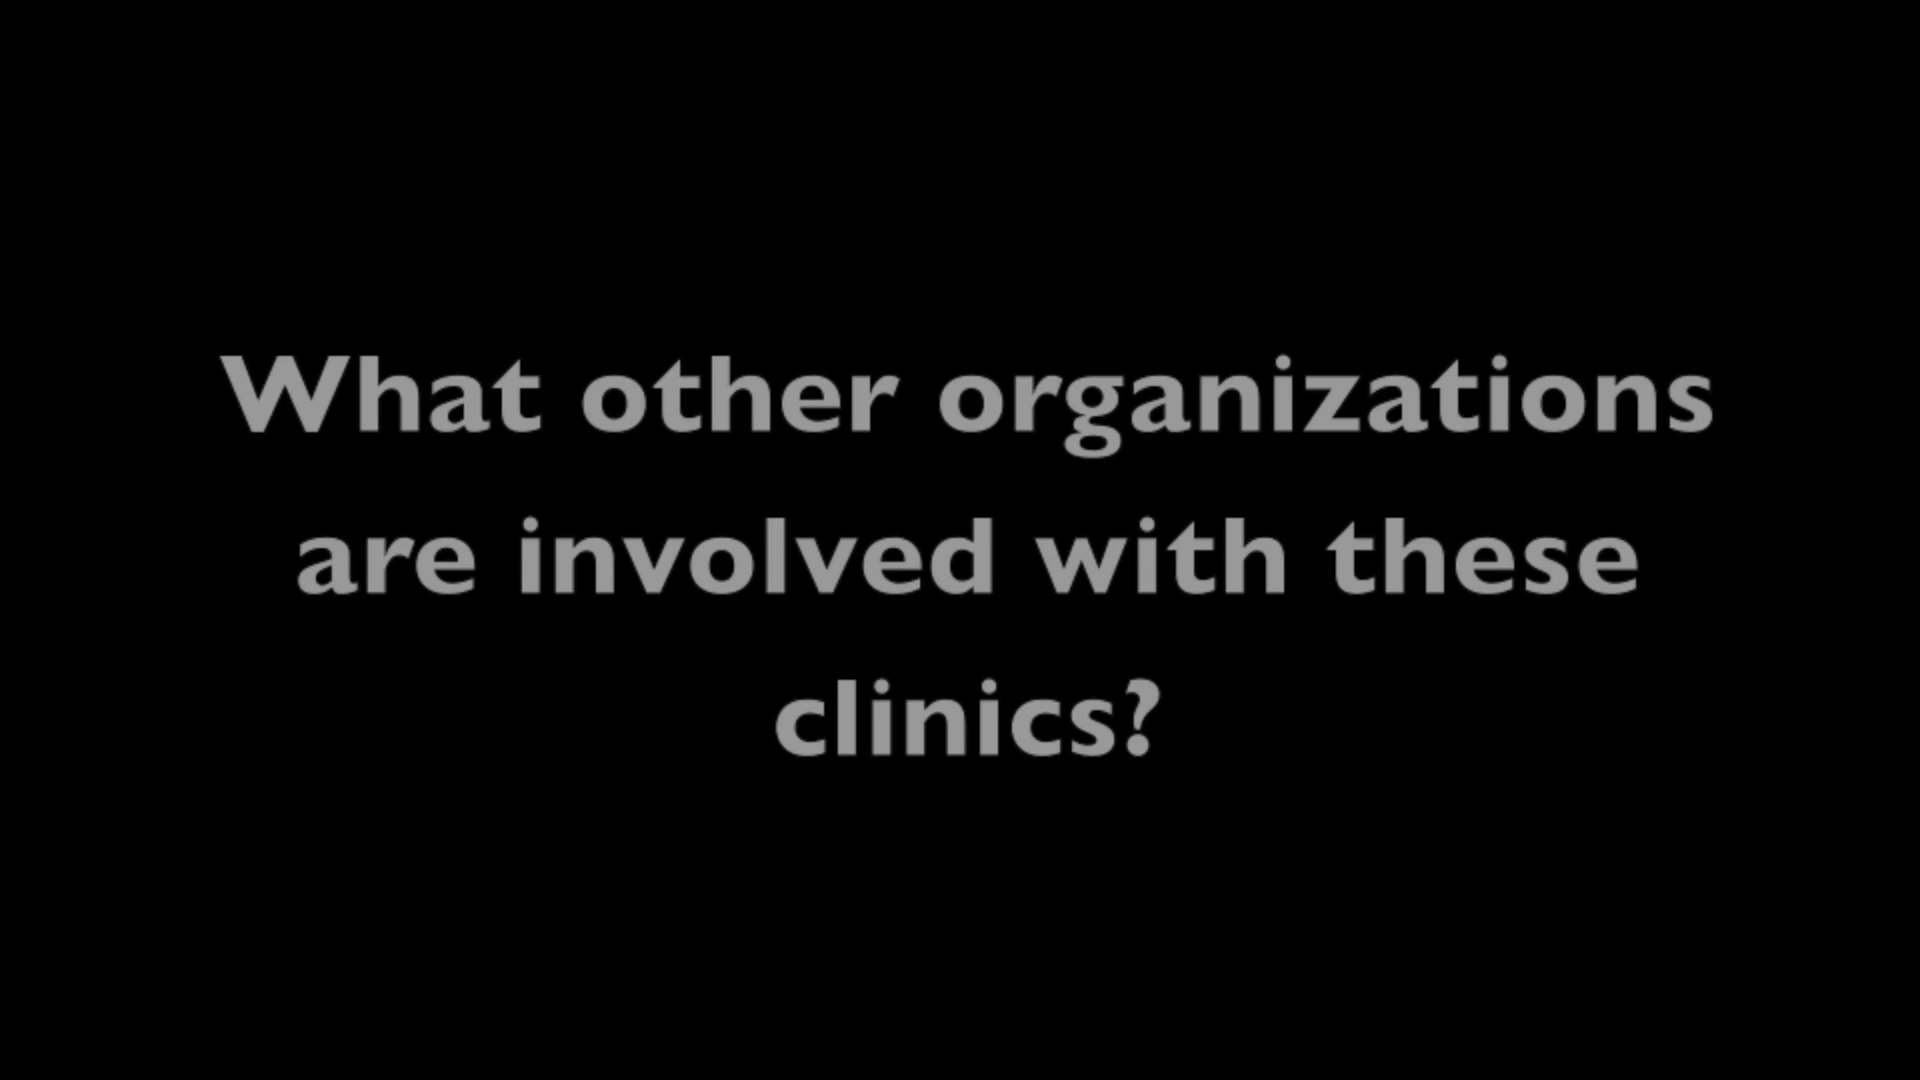 What other organizations
are involved with these
clinics?